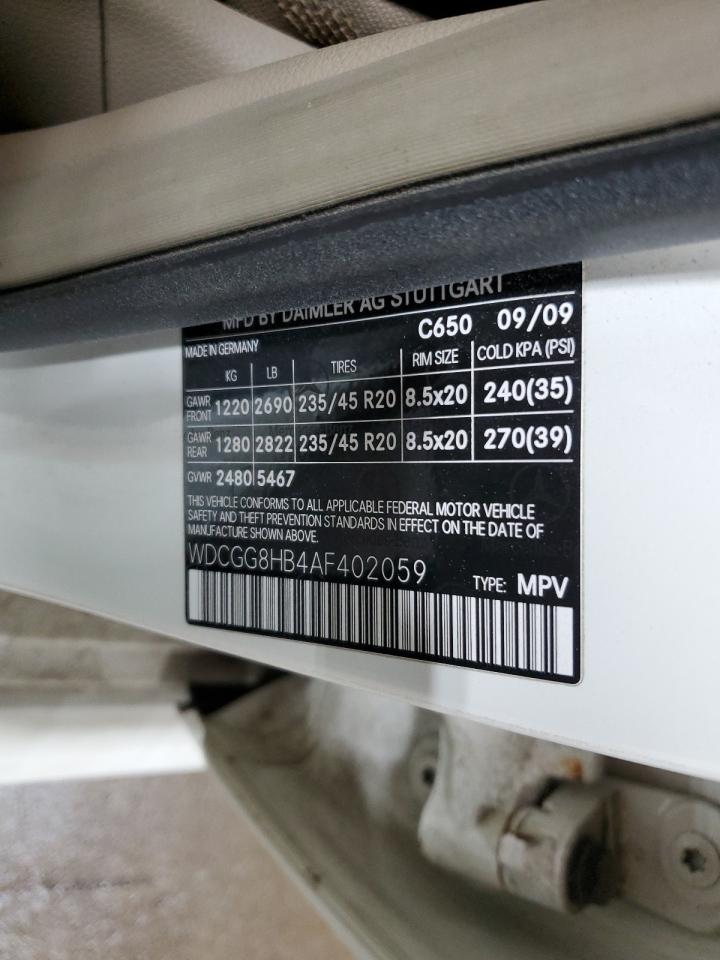 MFD BY DAIMLER AG STUTTGART
C650 09/09
MADE IN GERMANY
KG LB TIRES RIM SIZE COLD KPA (PSI)
GAWR FRONT 1220 2690 235/45 R20 8.5x20 240(35)
GAWR REAR 1280 2822 235/45 R20 8.5x20 270(39)
GVWR 2480 5467
THIS VEHICLE CONFORMS TO ALL APPLICABLE FEDERAL MOTOR VEHICLE
SAFETY AND THEFT PREVENTION STANDARDS IN EFFECT ON THE DATE OF
MANUFACTURE SHOWN ABOVE.
WDCGG8HB4AF402059
TYPE: MPV